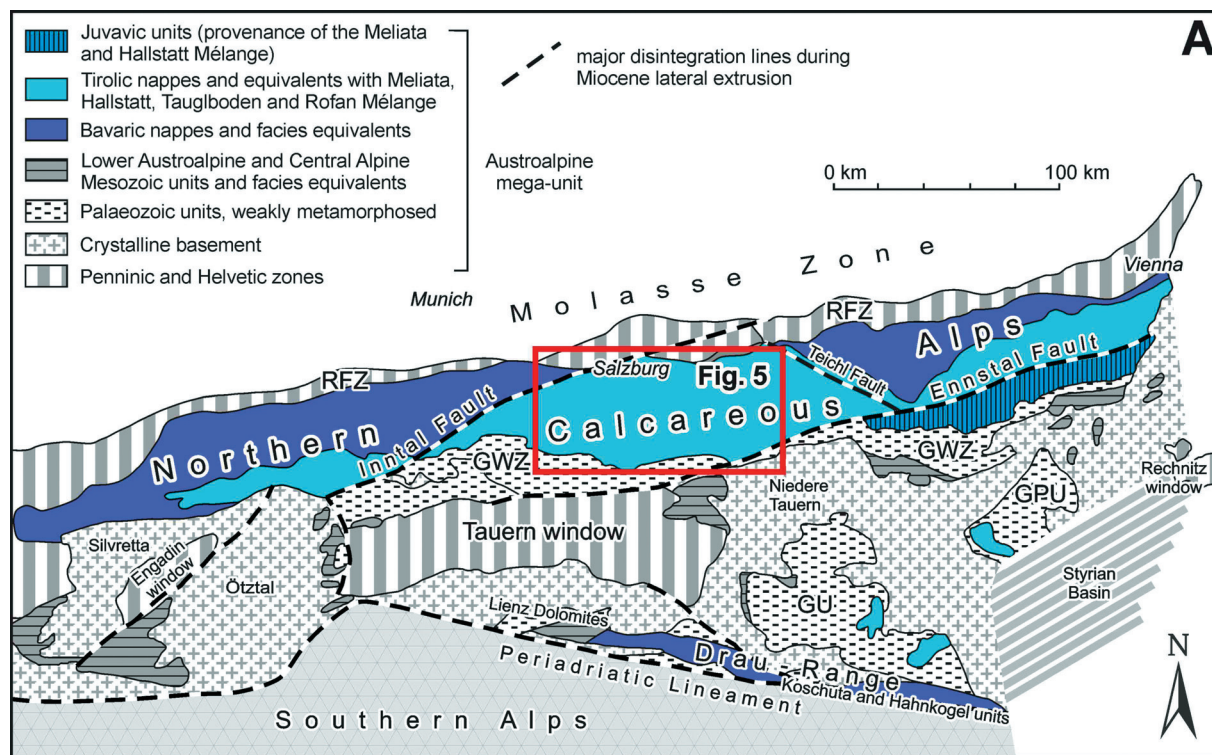 A
Juvavic units (provenance of the Meliata
and Hallstatt Mélange)
Tirolic nappes and equivalents with Meliata,
Hallstatt, Tauglboden and Rofan Mélange
Bavaric nappes and facies equivalents
Lower Austroalpine and Central Alpine
Mesozoic units and facies equivalents
Palaeozoic units, weakly metamorphosed
Crystalline basement
Penninic and Helvetic zones
Austroalpine
mega-unit
major disintegration lines during
Miocene lateral extrusion
0 km
100 km
Munich
Molasse Zone
Vienna
RFZ
RFZ
Salzburg
Fig. 5
Teichl Fault
Ennstal Fault
Inntal Fault
Northern
Calcareous
Alps
GWZ
GWZ
Niedere
Tauern
GPU
Rechnitz
window
Silvretta
Engadin
window
Ötztal
Tauern window
Styrian
Basin
GU
Lienz Dolomites
Drau Range
Koschuta and Hahnkogel units
Periadriatic Lineament
Southern Alps
N